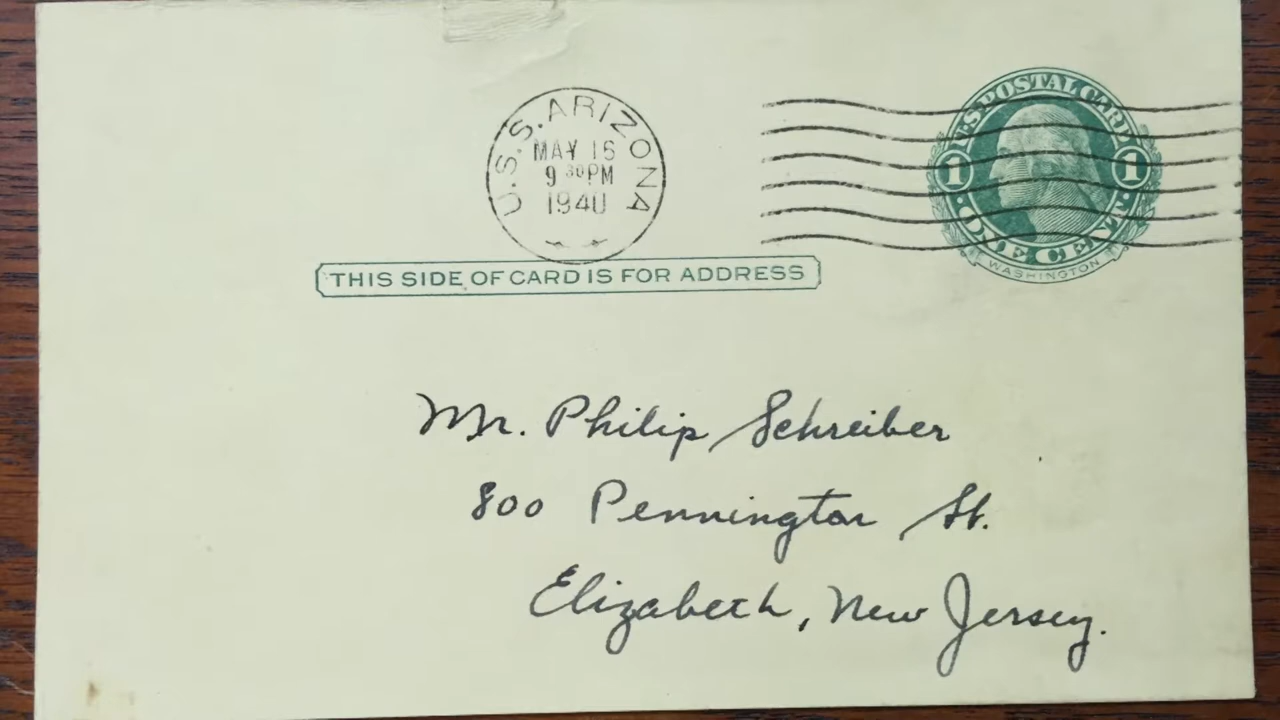 U.S.S. ARIZONA
MAY 16
9 30 PM
1940
U.S. POSTAL CARD
1 1
ONE CENT
WASHINGTON
THIS SIDE OF CARD IS FOR ADDRESS
Mr. Philip Schreiber
800 Pennington St.
Elizabeth, New Jersey.